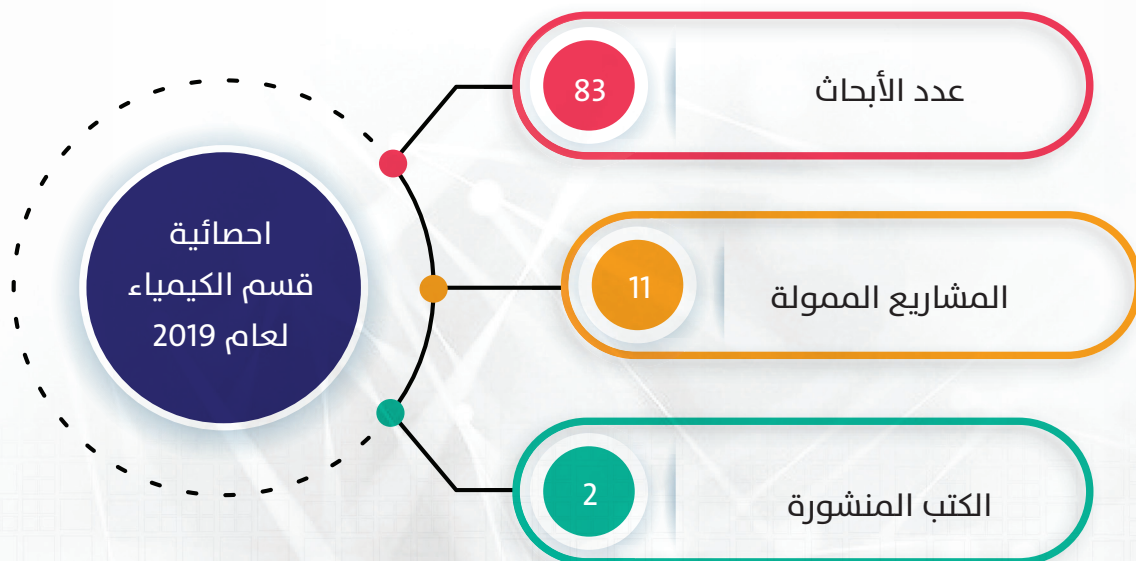 احصائية
قسم الكيمياء
لعام 2019
عدد الأبحاث
83
المشاريع الممولة
11
الكتب المنشورة
2